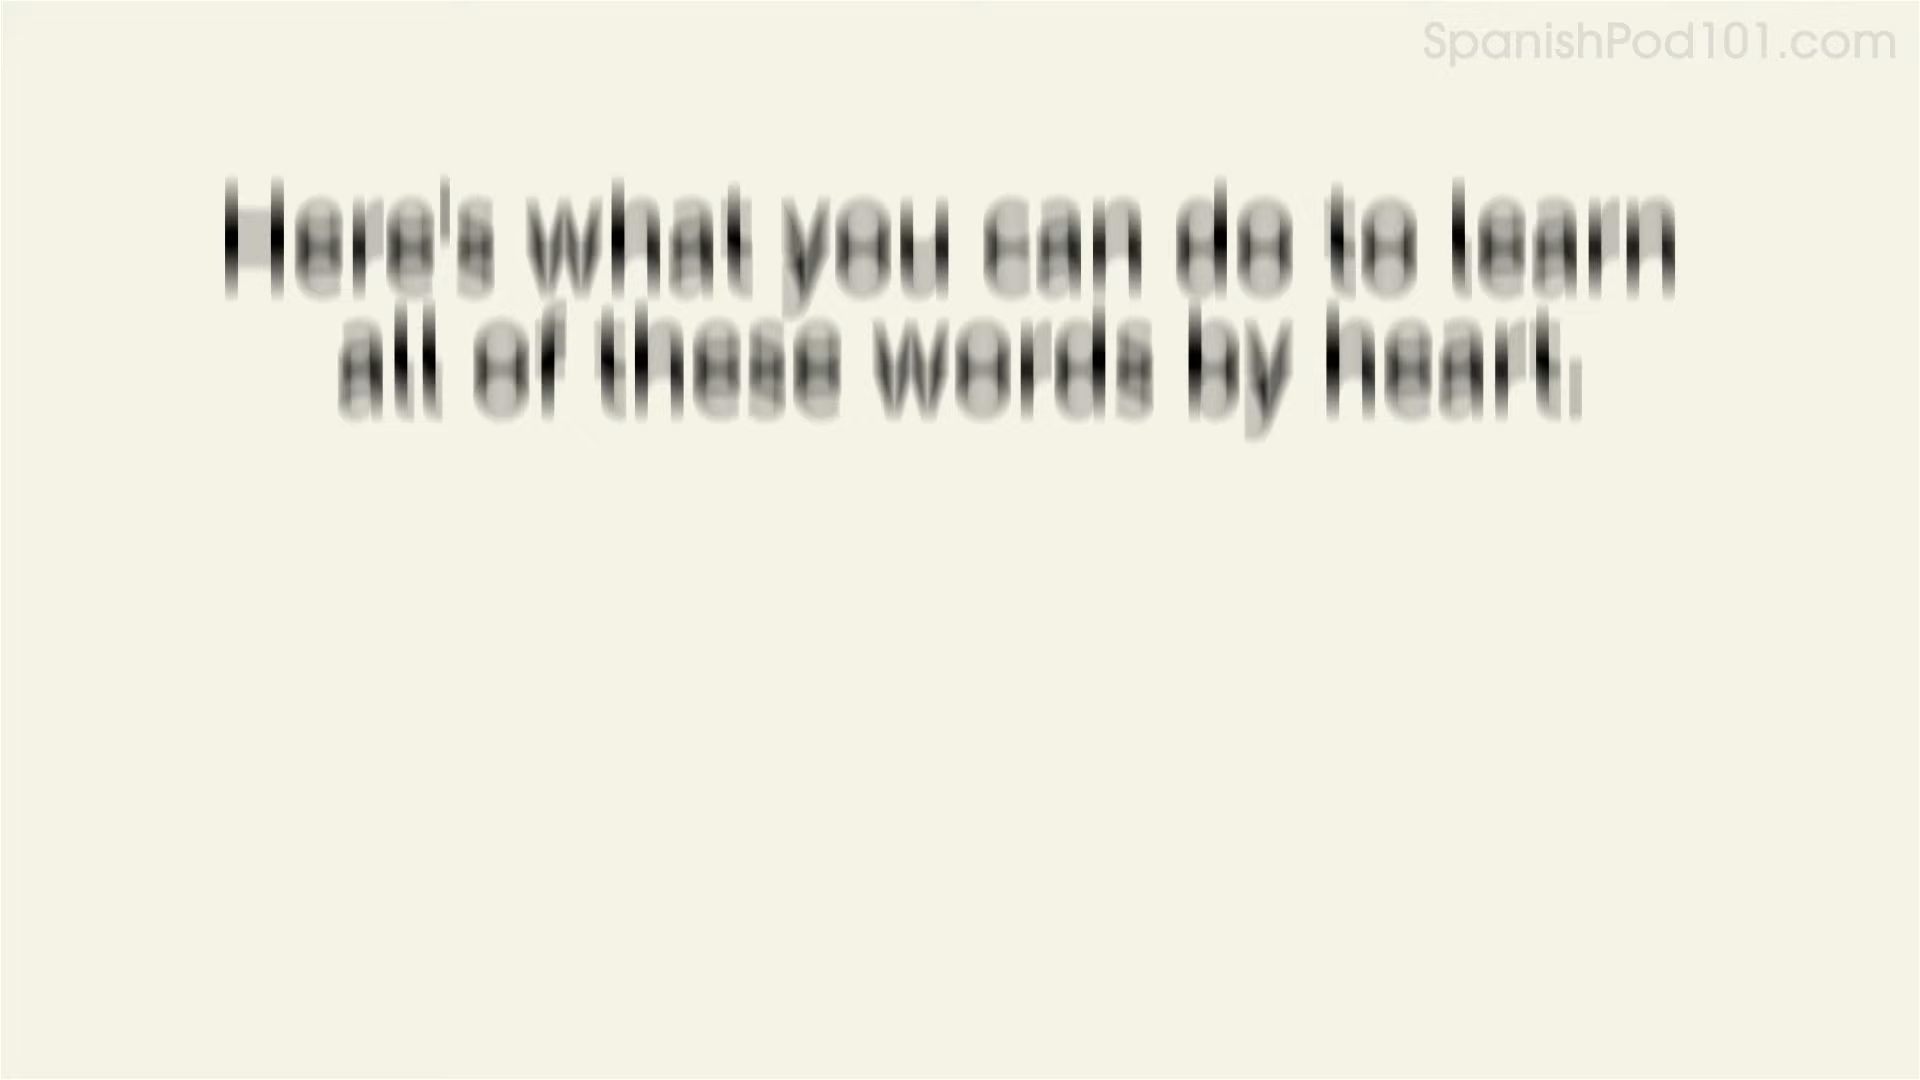 SpanishPod101.com
Here's what you can do to learn
all of these words by heart.